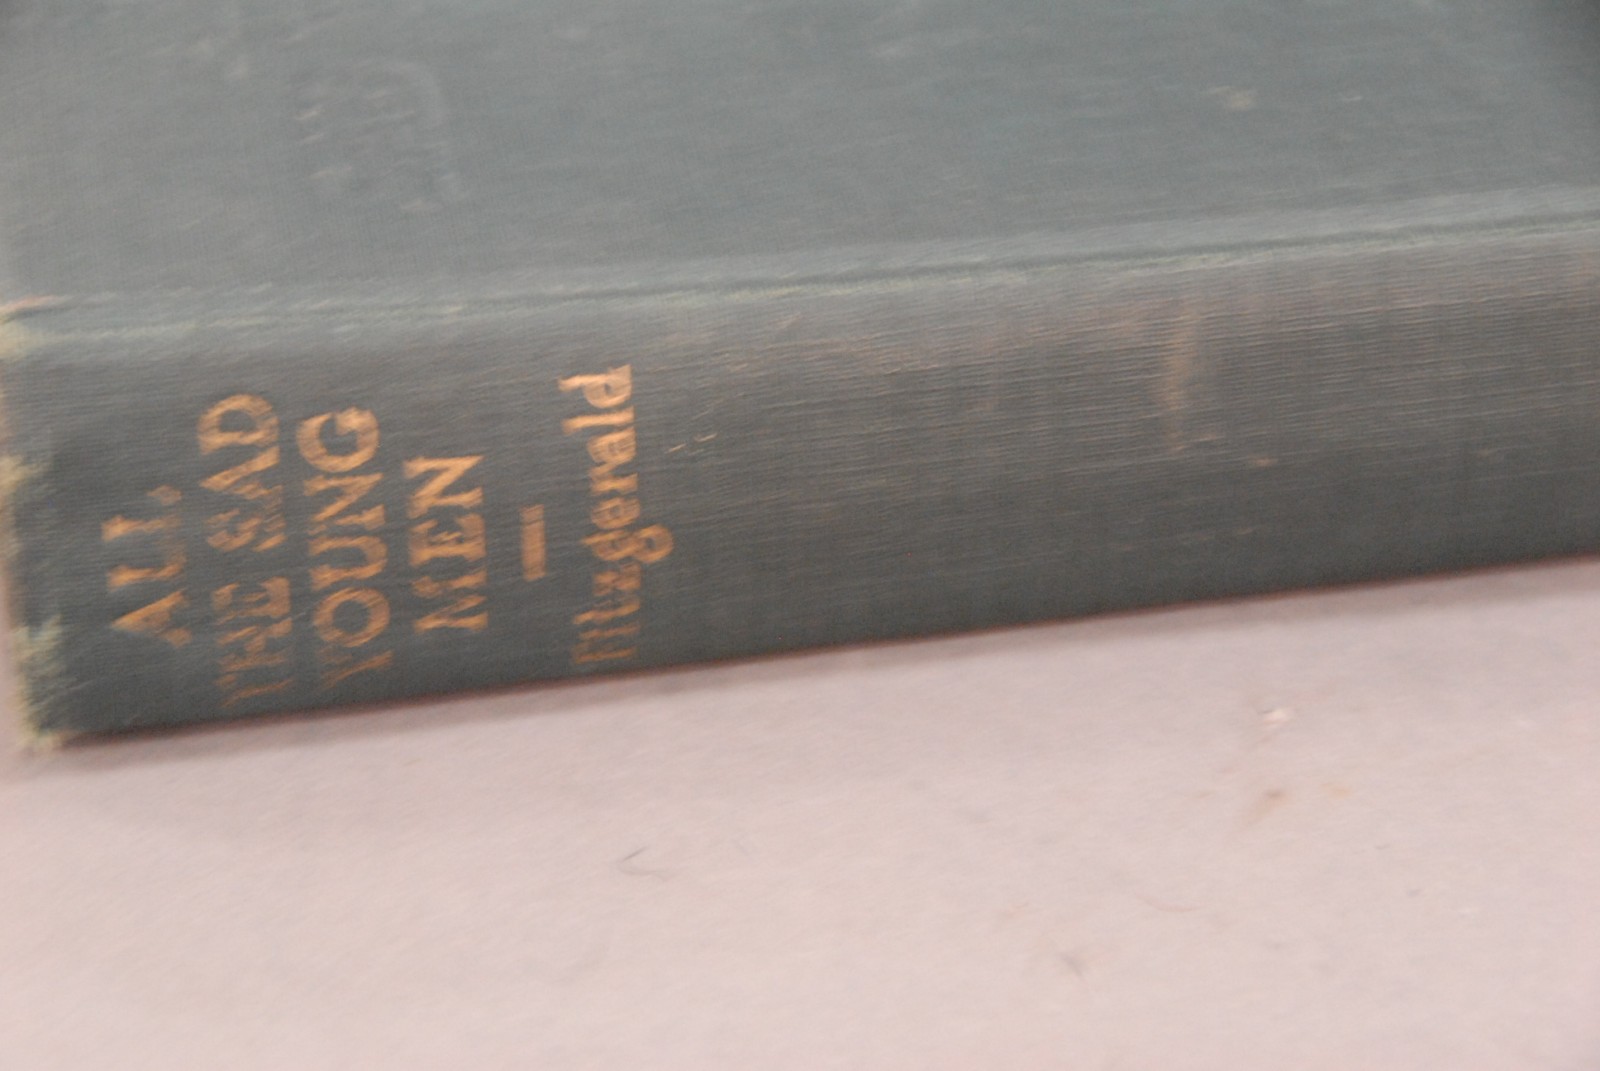 ALL
THE SAD
YOUNG
MEN
Fitzgerald